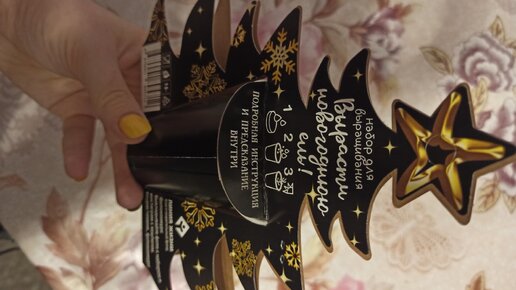 набор для
выращивания
Вырасти
новогоднюю
ель!
1
2
3
ПОДРОБНАЯ ИНСТРУКЦИЯ
И ПРЕДСКАЗАНИЕ
ВНУТРИ